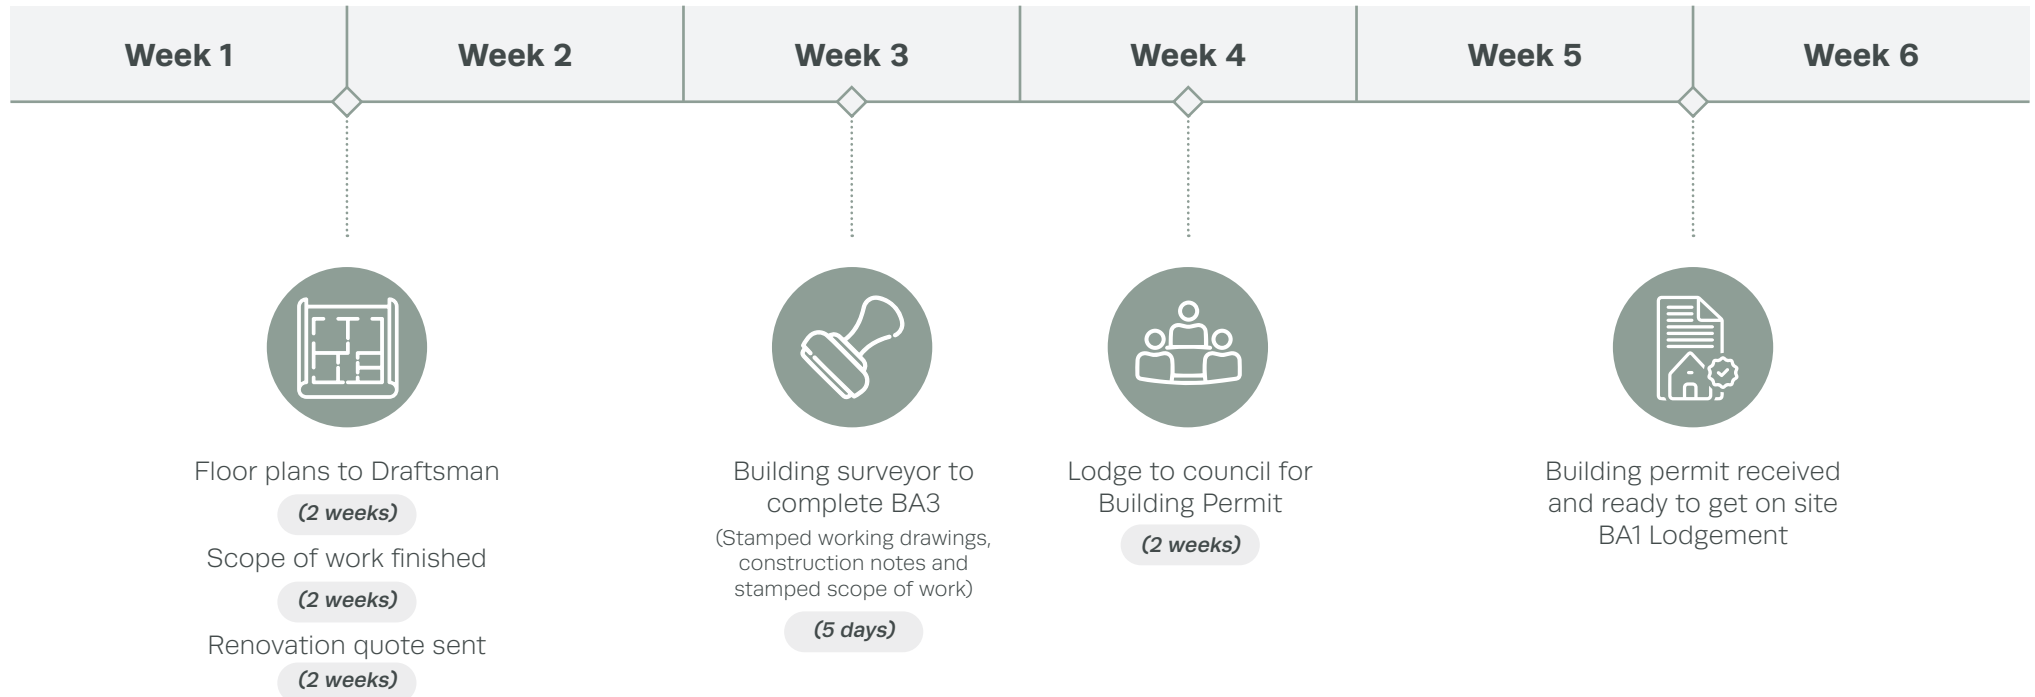 Week 1
Week 2
Week 3
Week 4
Week 5
Week 6
Floor plans to Draftsman
(2 weeks)
Scope of work finished
(2 weeks)
Renovation quote sent
(2 weeks)
Building surveyor to
complete BA3
(Stamped working drawings,
construction notes and
stamped scope of work)
(5 days)
Lodge to council for
Building Permit
(2 weeks)
Building permit received
and ready to get on site
BA1 Lodgement